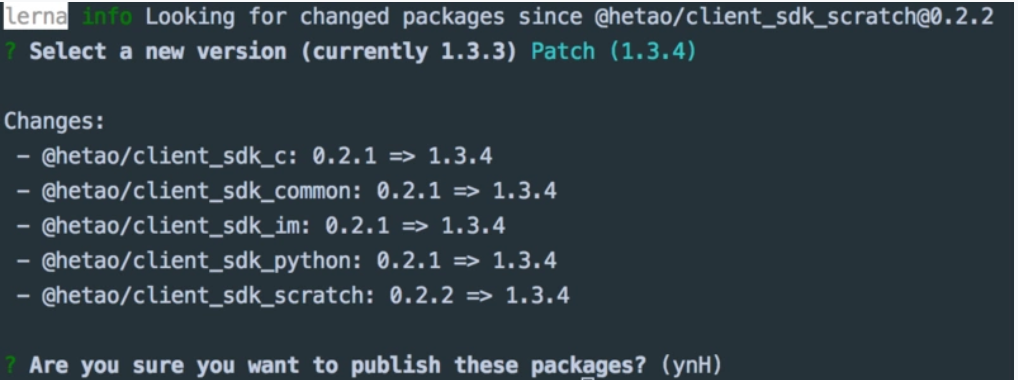 lerna info Looking for changed packages since @hetao/client_sdk_scratch@0.2.2
? Select a new version (currently 1.3.3) Patch (1.3.4)
Changes:
- @hetao/client_sdk_c: 0.2.1 => 1.3.4
- @hetao/client_sdk_common: 0.2.1 => 1.3.4
- @hetao/client_sdk_im: 0.2.1 => 1.3.4
- @hetao/client_sdk_python: 0.2.1 => 1.3.4
- @hetao/client_sdk_scratch: 0.2.2 => 1.3.4
? Are you sure you want to publish these packages? (ynH)